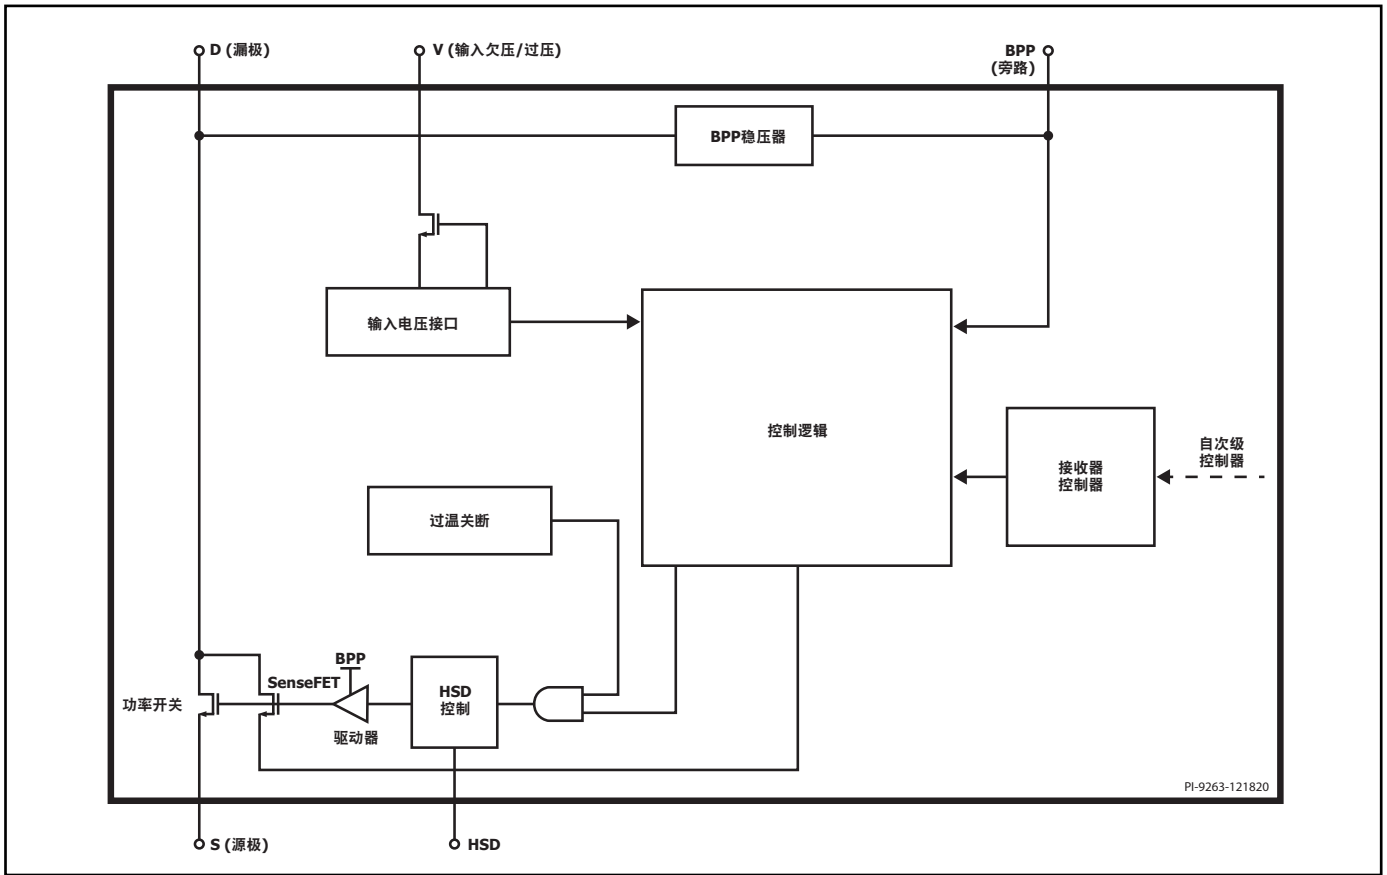 D (漏极)
V (输入欠压/过压)
BPP
(旁路)
BPP稳压器
输入电压接口
控制逻辑
接收器
控制器
自次级
控制器
过温关断
BPP
SenseFET
功率开关
驱动器
HSD
控制
PI-9263-121820
S (源极)
HSD